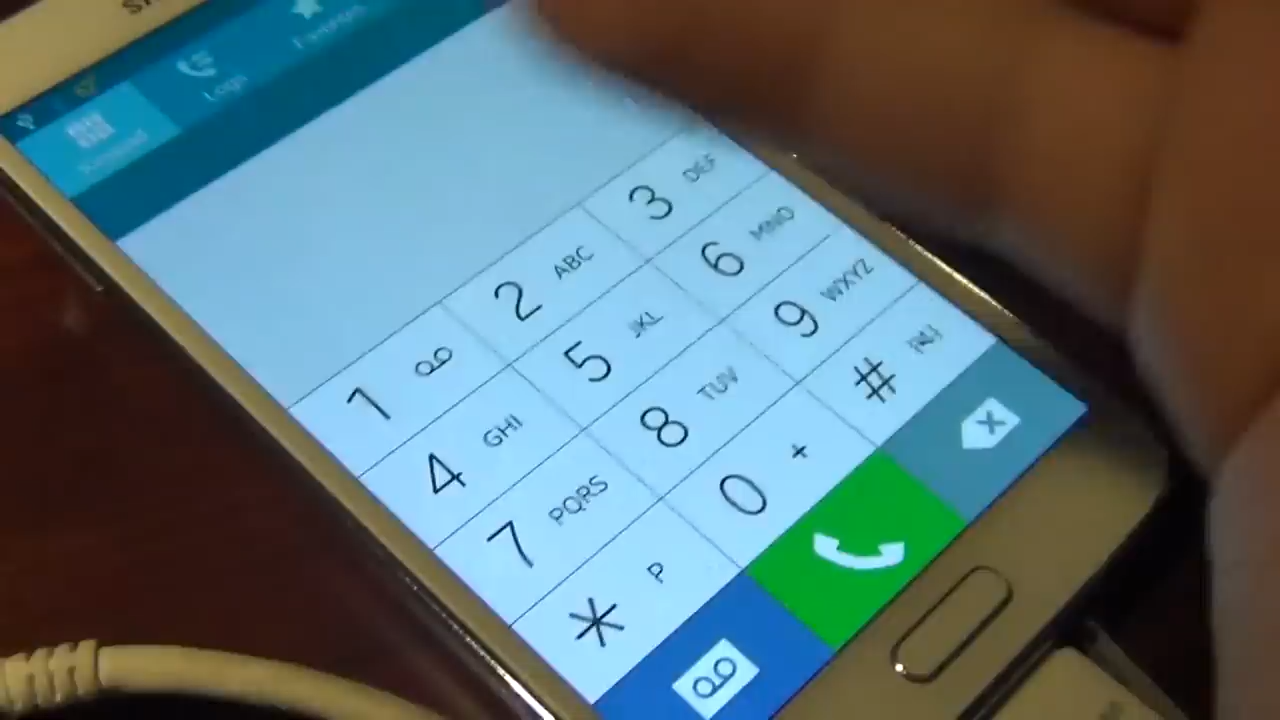 Logs
1
2 ABC
3 DEF
4 GHI
5 JKL
6 MNO
7 PQRS
8 TUV
9 WXYZ
* P
0 +
#